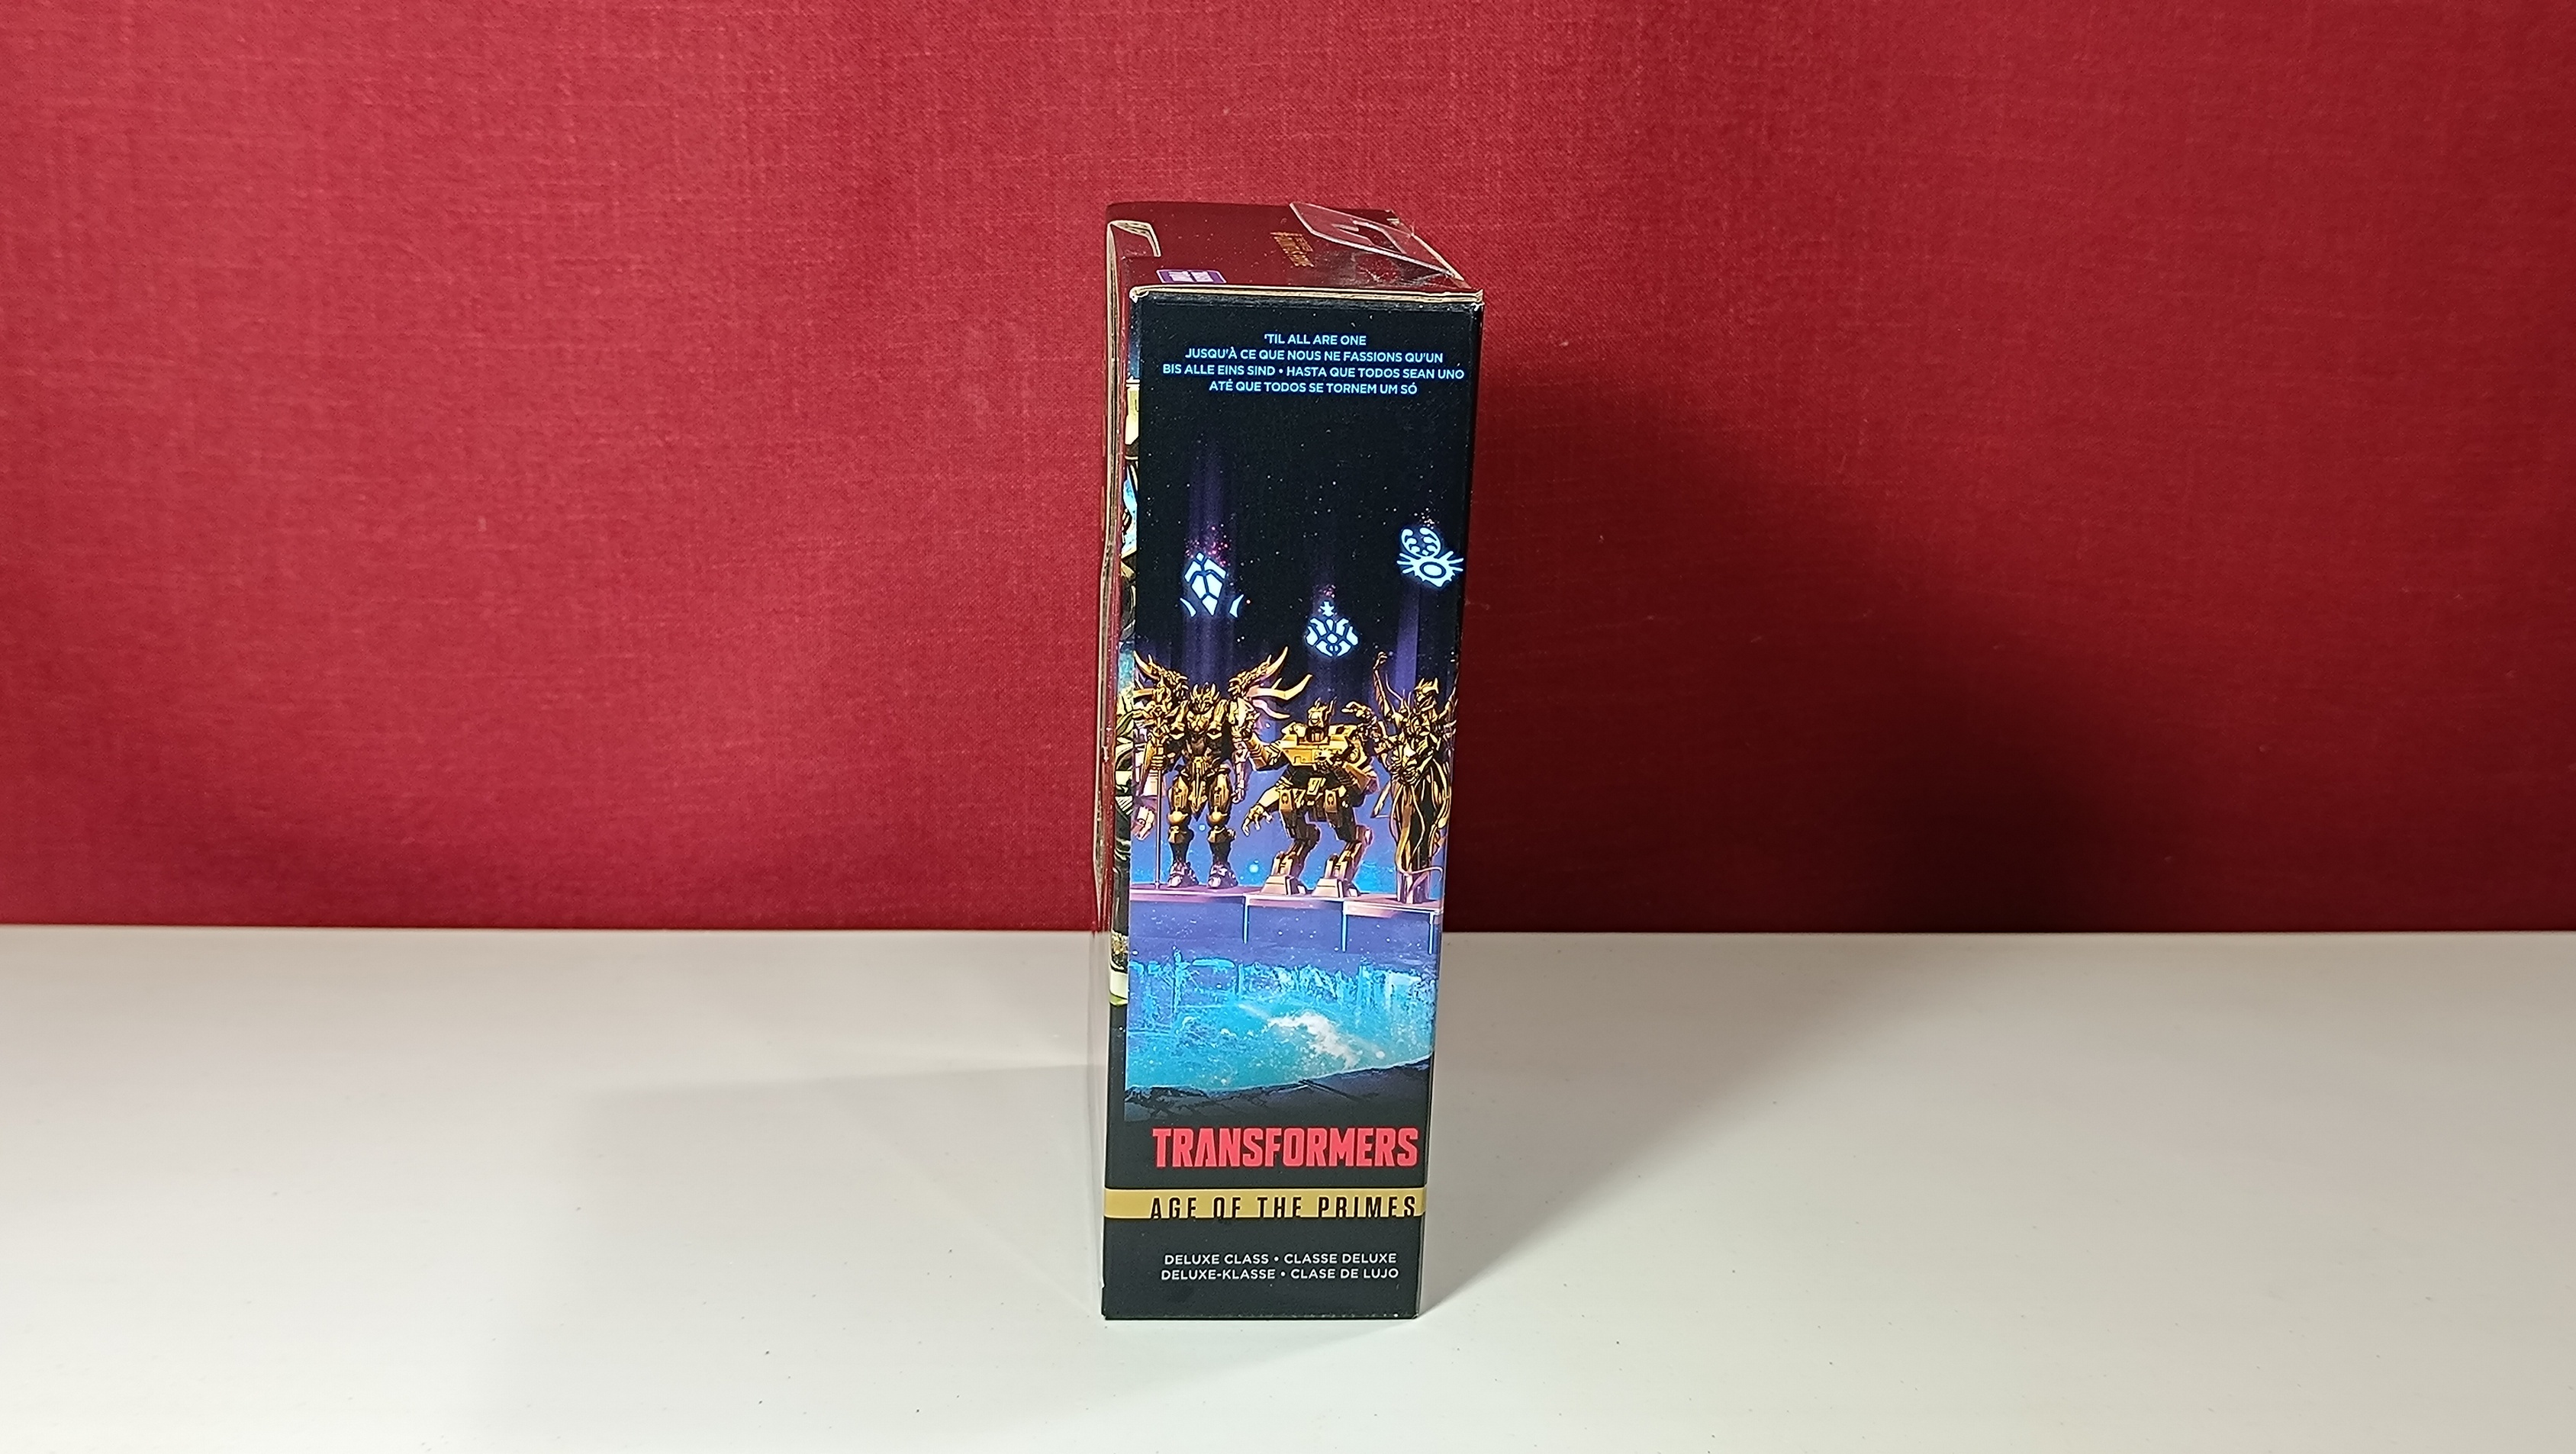 'TIL ALL ARE ONE
JUSQU'À CE QUE NOUS NE FASSIONS QU'UN
BIS ALLE EINS SIND • HASTA QUE TODOS SEAN UNO
ATÉ QUE TODOS SE TORNEM UM SÓ
TRANSFORMERS
AGE OF THE PRIMES
DELUXE CLASS • CLASSE DELUXE
DELUXE-KLASSE • CLASE DE LUJO